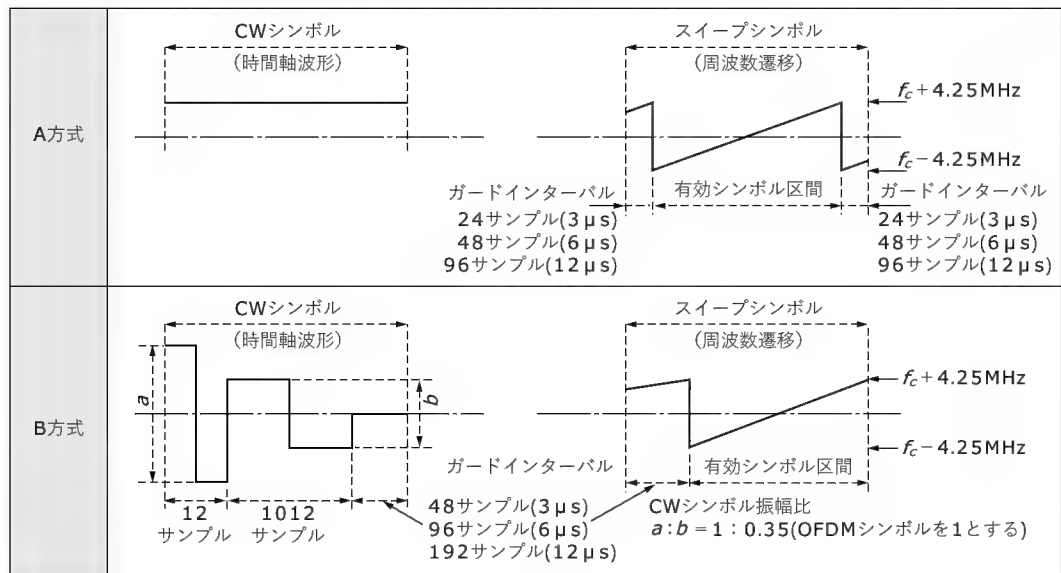 A方式
CWシンボル
(時間軸波形)
スイープシンボル
(周波数遷移)
fc+4.25MHz
fc−4.25MHz
ガードインターバル
24サンプル(3μs)
48サンプル(6μs)
96サンプル(12μs)
有効シンボル区間
ガードインターバル
24サンプル(3μs)
48サンプル(6μs)
96サンプル(12μs)
B方式
CWシンボル
(時間軸波形)
a
b
12
サンプル
1012
サンプル
スイープシンボル
(周波数遷移)
fc+4.25MHz
fc−4.25MHz
ガードインターバル
48サンプル(3μs)
96サンプル(6μs)
192サンプル(12μs)
有効シンボル区間
CWシンボル振幅比
a:b=1:0.35(OFDMシンボルを1とする)